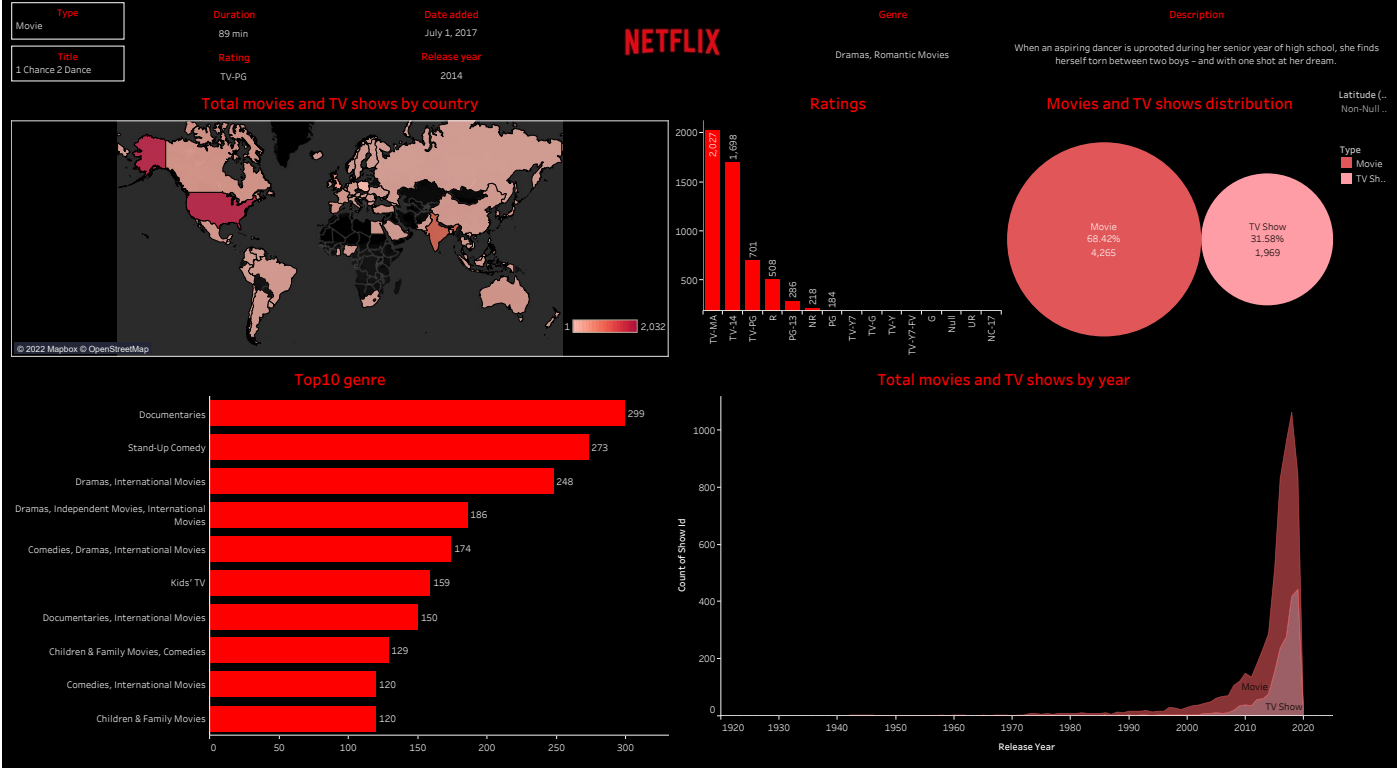 Type
Movie
Title
1 Chance 2 Dance
Duration
89 min
Rating
TV-PG
Date added
July 1, 2017
Release year
2014
NETFLIX
Genre
Dramas, Romantic Movies
Description
When an aspiring dancer is uprooted during her senior year of high school, she finds
herself torn between two boys – and with one shot at her dream.
Total movies and TV shows by country
1
2,032
© 2022 Mapbox © OpenStreetMap
Ratings
2000
1500
1000
500
2,027
1,698
701
508
286
218
184
TV-MA
TV-14
TV-PG
R
PG-13
NR
PG
TV-Y7
TV-G
TV-Y
TV-Y7-FV
G
Null
UR
NC-17
Movies and TV shows distribution
Movie
68.42%
4,265
TV Show
31.58%
1,969
Latitude (..
Non-Null ..
Type
Movie
TV Sh..
Top10 genre
Documentaries
299
Stand-Up Comedy
273
Dramas, International Movies
248
Dramas, Independent Movies, International
Movies
186
Comedies, Dramas, International Movies
174
Kids' TV
159
Documentaries, International Movies
150
Children & Family Movies, Comedies
129
Comedies, International Movies
120
Children & Family Movies
120
0
50
100
150
200
250
300
Total movies and TV shows by year
Count of Show Id
1000
800
600
400
200
0
Movie
TV Show
1920
1930
1940
1950
1960
1970
1980
1990
2000
2010
2020
Release Year